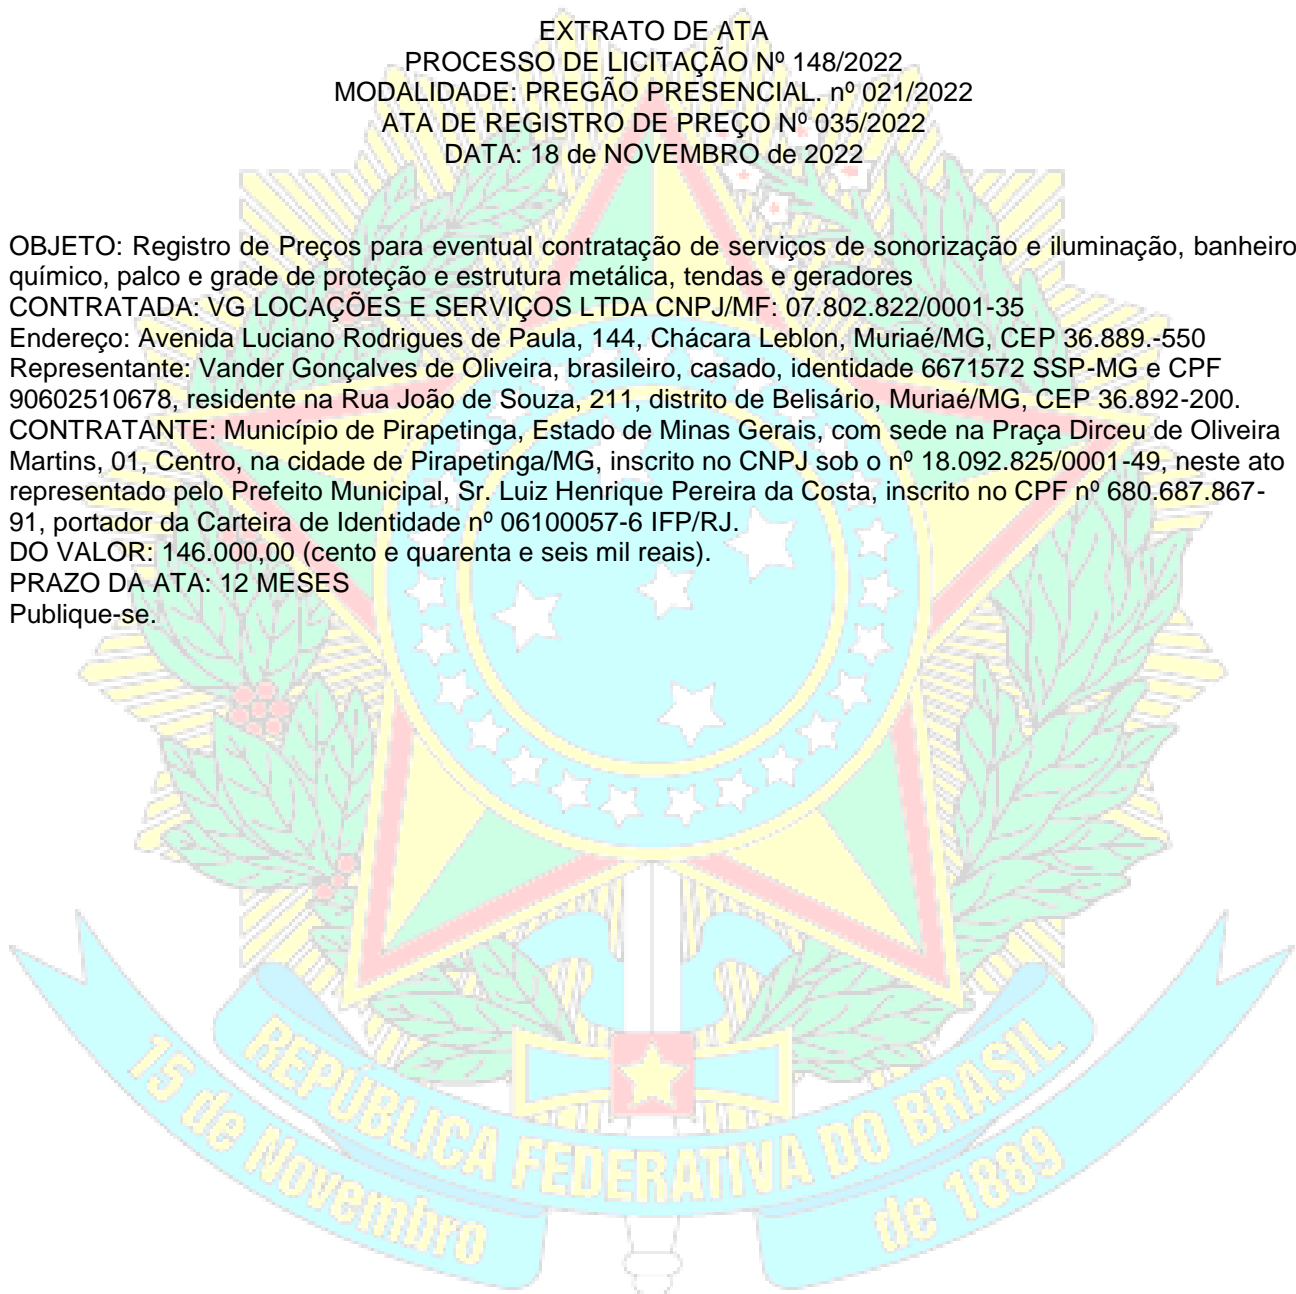 EXTRATO DE ATA
PROCESSO DE LICITAÇÃO Nº 148/2022
MODALIDADE: PREGÃO PRESENCIAL. nº 021/2022
ATA DE REGISTRO DE PREÇO Nº 035/2022
DATA: 18 de NOVEMBRO de 2022
OBJETO: Registro de Preços para eventual contratação de serviços de sonorização e iluminação, banheiro
químico, palco e grade de proteção e estrutura metálica, tendas e geradores
CONTRATADA: VG LOCAÇÕES E SERVIÇOS LTDA CNPJ/MF: 07.802.822/0001-35
Endereço: Avenida Luciano Rodrigues de Paula, 144, Chácara Leblon, Muriaé/MG, CEP 36.889.-550
Representante: Vander Gonçalves de Oliveira, brasileiro, casado, identidade 6671572 SSP-MG e CPF
90602510678, residente na Rua João de Souza, 211, distrito de Belisário, Muriaé/MG, CEP 36.892-200.
CONTRATANTE: Município de Pirapetinga, Estado de Minas Gerais, com sede na Praça Dirceu de Oliveira
Martins, 01, Centro, na cidade de Pirapetinga/MG, inscrito no CNPJ sob o nº 18.092.825/0001-49, neste ato
representado pelo Prefeito Municipal, Sr. Luiz Henrique Pereira da Costa, inscrito no CPF nº 680.687.867-
91, portador da Carteira de Identidade nº 06100057-6 IFP/RJ.
DO VALOR: 146.000,00 (cento e quarenta e seis mil reais).
PRAZO DA ATA: 12 MESES
Publique-se.
REPÚBLICA FEDERATIVA DO BRASIL
15 de Novembro de 1889